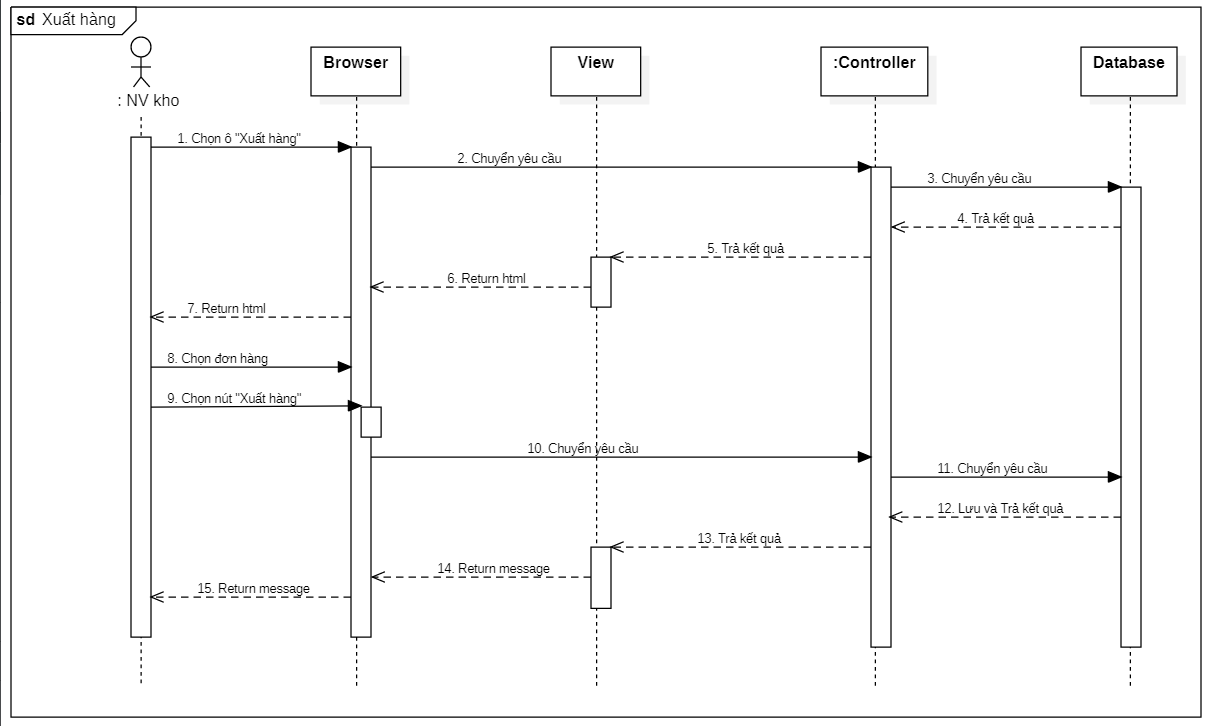 sd Xuất hàng
: NV kho
Browser
View
:Controller
Database
1. Chọn ô "Xuất hàng"
2. Chuyển yêu cầu
3. Chuyển yêu cầu
4. Trả kết quả
5. Trả kết quả
6. Return html
7. Return html
8. Chọn đơn hàng
9. Chọn nút "Xuất hàng"
10. Chuyển yêu cầu
11. Chuyển yêu cầu
12. Lưu và Trả kết quả
13. Trả kết quả
14. Return message
15. Return message